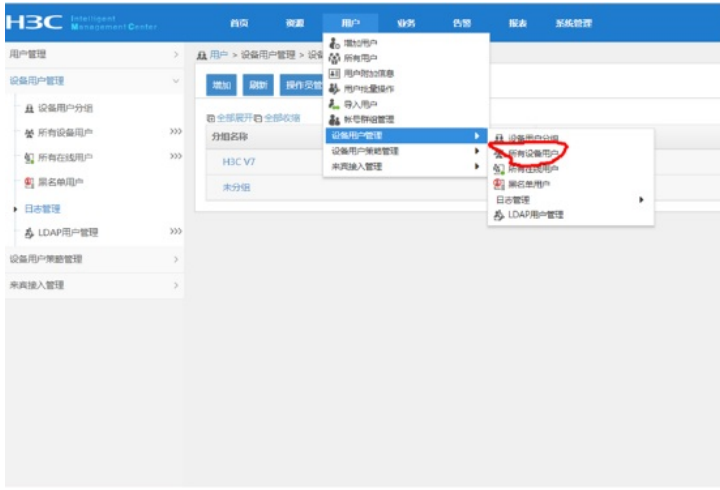 H3C Intelligent Management Center
首页 资源 用户 业务 告警 报表 系统管理
用户管理
设备用户管理
设备用户分组
所有设备用户
所有在线用户
黑名单用户
日志管理
LDAP用户管理
设备用户策略管理
来宾接入管理
用户 > 设备用户管理 > 设备
增加 刷新 操作员管
全部展开 全部收缩
分组名称
H3C V7
未分组
增加用户
所有用户
用户附加信息
用户批量操作
导入用户
帐号群组管理
设备用户管理
设备用户策略管理
来宾接入管理
设备用户分组
所有设备用户
所有在线用户
黑名单用户
日志管理
LDAP用户管理